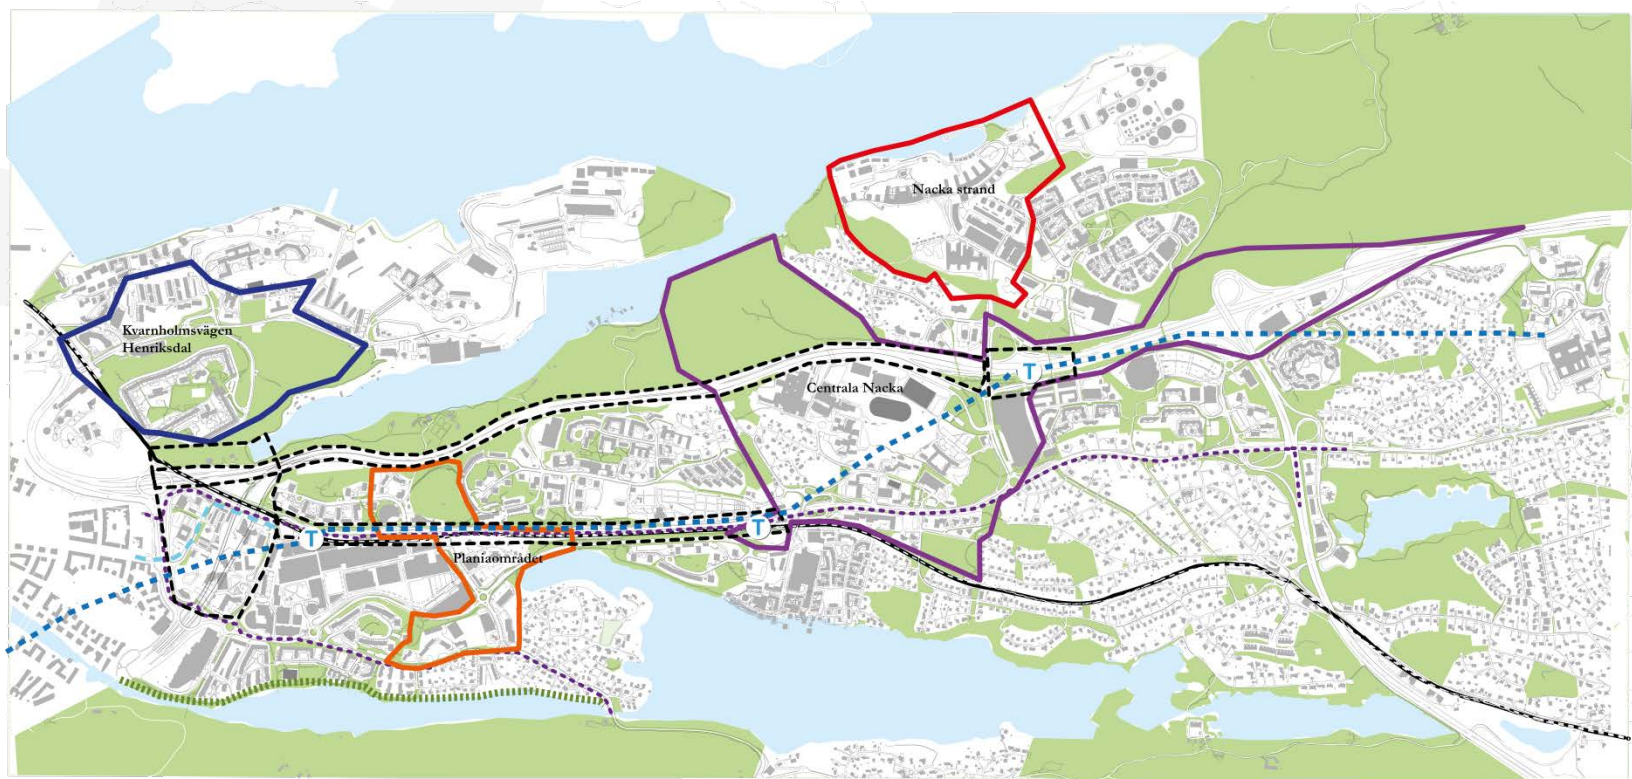 Nacka strand
Kvarnholmsvägen
Henriksdal
T
Centrala Nacka
T
T
Planiaområdet